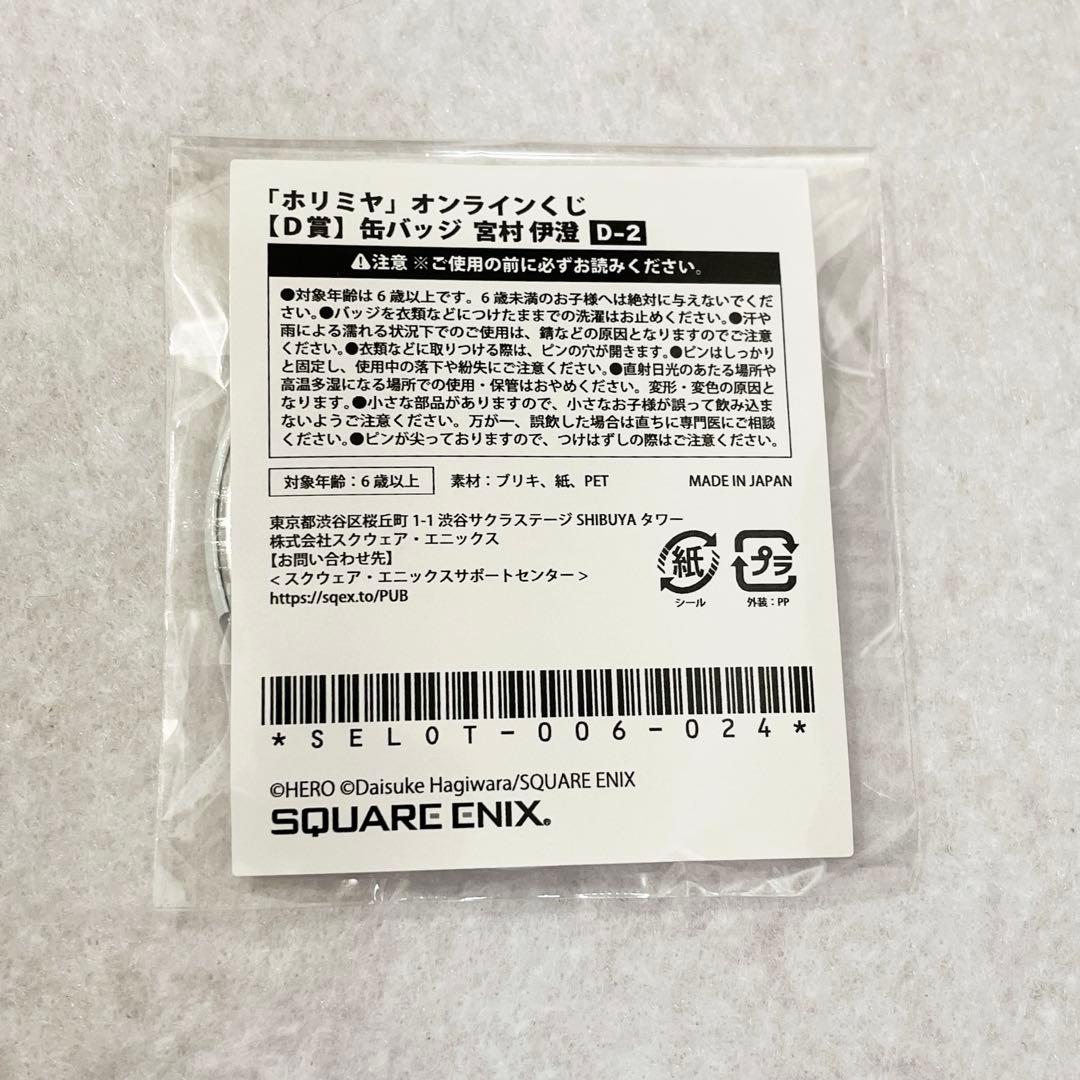 「ホリミヤ」オンラインくじ
【D賞】缶バッジ 宮村 伊澄 D-2
⚠注意 ※ご使用の前に必ずお読みください。
●対象年齢は6歳以上です。6歳未満のお子様へは絶対に与えないでくだ
さい。●バッジを衣類などにつけたままでの洗濯はお止めください。●汗や
雨による濡れる状況下でのご使用は、錆などの原因となりますのでご注意
ください。●衣類などに取りつける際は、ピンの穴が開きます。●ピンはしっかり
と固定し、使用中の落下や紛失にご注意ください。●直射日光のあたる場所や
高温多湿になる場所での使用・保管はおやめください。変形・変色の原因と
なります。●小さな部品がありますので、小さなお子様が誤って飲み込ま
ないようご注意ください。万が一、誤飲した場合は直ちに専門医にご相談
ください。●ピンが尖っておりますので、つけはずしの際はご注意ください。
対象年齢：6歳以上 素材：ブリキ、紙、PET MADE IN JAPAN
東京都渋谷区桜丘町1-1 渋谷サクラステージ SHIBUYA タワー
株式会社スクウェア・エニックス
【お問い合わせ先】
<スクウェア・エニックスサポートセンター>
https://sqex.to/PUB
紙 プラ
シール 外装：PP
*SELOT-006-024*
©HERO ©Daisuke Hagiwara/SQUARE ENIX
SQUARE ENIX®